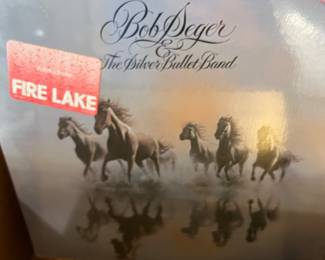 Bob Seger
&
The Silver Bullet Band
FIRE LAKE